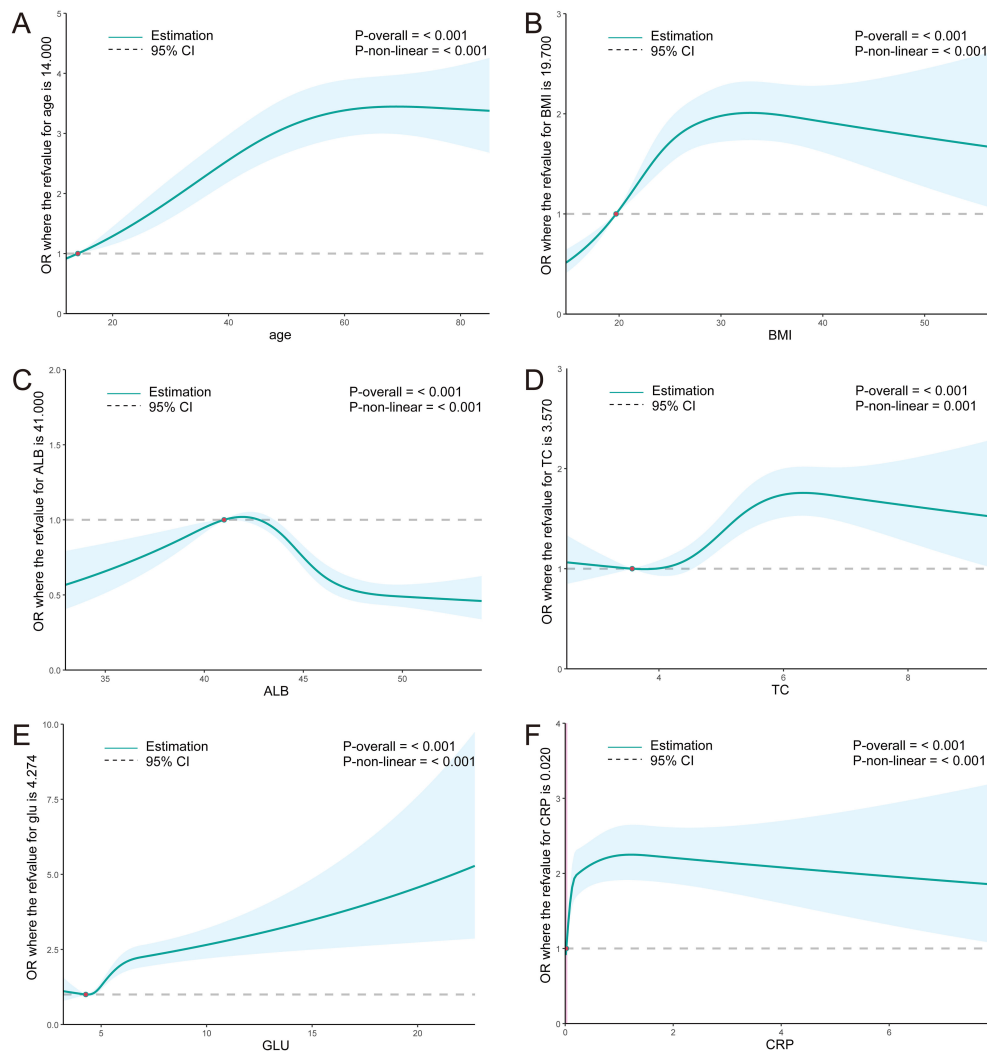 A
OR where the refvalue for age is 14.000
5
4
3
2
1
0
Estimation
95% CI
P-overall = < 0.001
P-non-linear = < 0.001
20
40
60
80
age
B
OR where the refvalue for BMI is 19.700
3
2
1
0
Estimation
95% CI
P-overall = < 0.001
P-non-linear = < 0.001
20
30
40
50
BMI
C
OR where the refvalue for ALB is 41.000
2.0
1.5
1.0
0.5
0.0
Estimation
95% CI
P-overall = < 0.001
P-non-linear = < 0.001
35
40
45
50
ALB
D
OR where the refvalue for TC is 3.570
3
2
1
0
Estimation
95% CI
P-overall = < 0.001
P-non-linear = 0.001
4
6
8
TC
E
OR where the refvalue for glu is 4.274
10.0
7.5
5.0
2.5
0.0
Estimation
95% CI
P-overall = < 0.001
P-non-linear = < 0.001
5
10
15
20
GLU
F
OR where the refvalue for CRP is 0.020
4
3
2
1
0
Estimation
95% CI
P-overall = < 0.001
P-non-linear = < 0.001
0
2
4
6
CRP